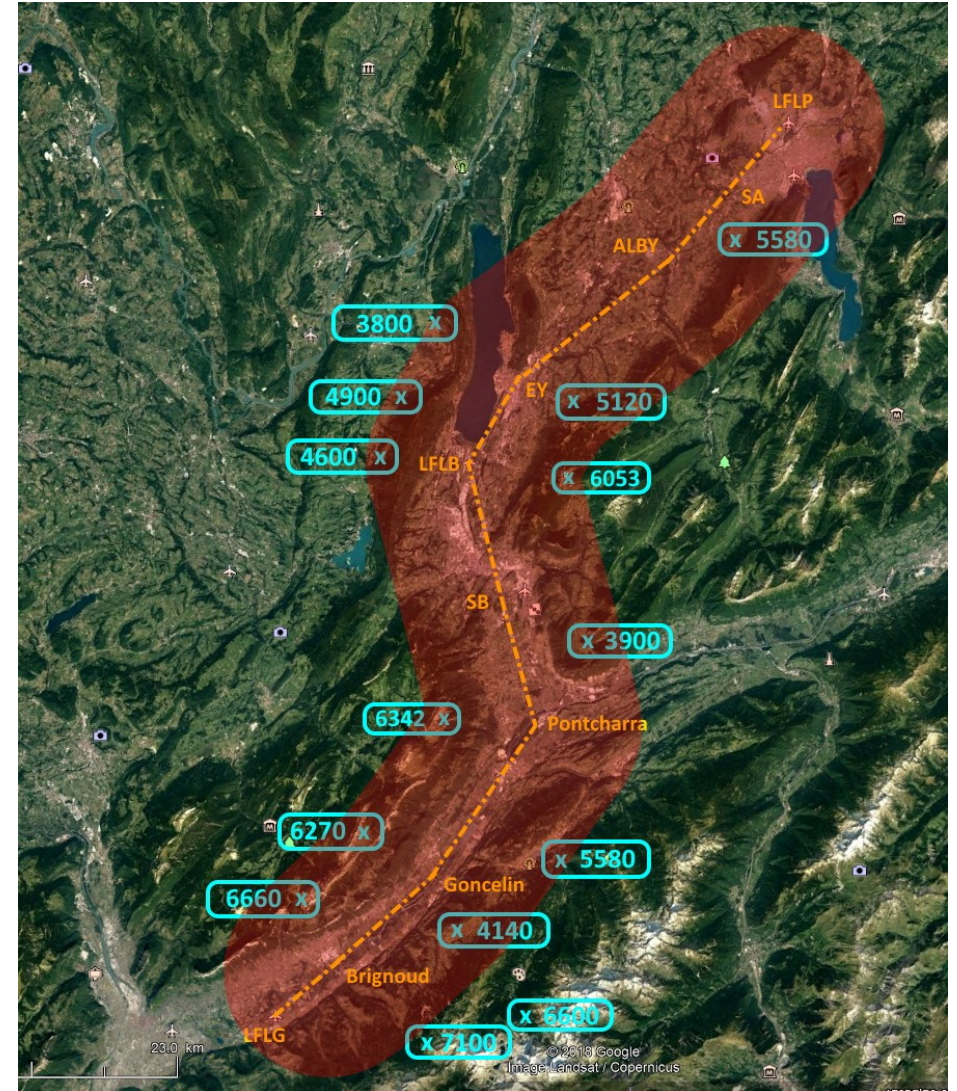 LFLP
SA
ALBY
x 5580
3800 x
4900 x
EY
x 5120
4600 x
LFLB
x 6053
SB
x 3900
6342 x
Pontcharra
6270 x
x 5580
Goncelin
6660 x
x 4140
Brignoud
x 6600
LFLG
x 7100
23.0 km
© 2018 Google
Image Landsat / Copernicus